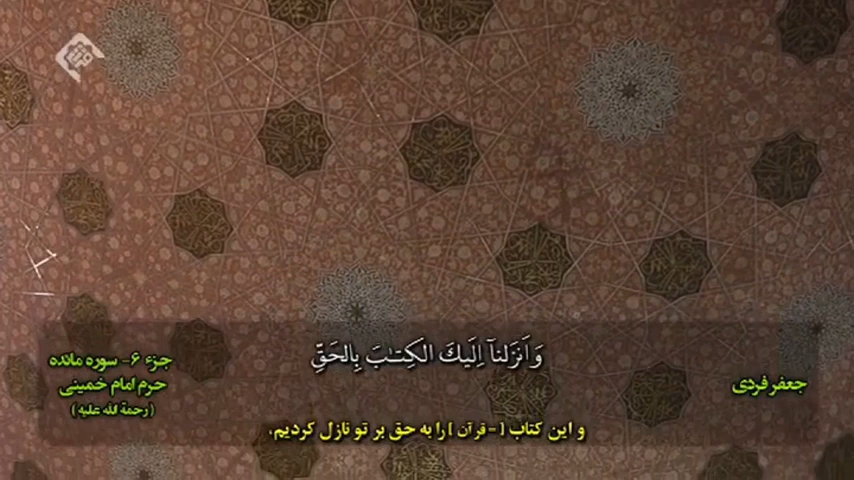 وَ اَنزَلنآ اِلَيكَ الكِتٰبَ بِالحَقِّ
جعفر فردی
جزء ۶- سوره مائده
حرم امام خمینی
(رحمة الله علیه)
و این کتاب [= قرآن] را به حق بر تو نازل کردیم،